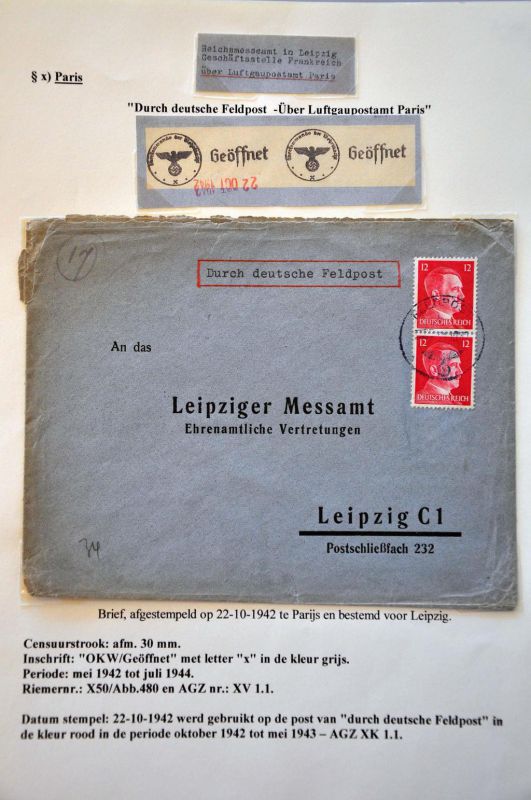 Reichsmesseamt in Leipzig
Geschäftsstelle Frankreich
über Luftgaupostamt Paris
§ x) Paris
"Durch deutsche Feldpost -Über Luftgaupostamt Paris"
Geöffnet
Geöffnet
x
x
22 OCT 1942
17
Durch deutsche Feldpost
12 12
DEUTSCHES REICH
12 12
DEUTSCHES REICH
An das
Leipziger Messamt
Ehrenamtliche Vertretungen
Leipzig C1
Postschließfach 232
34
Brief, afgestempeld op 22-10-1942 te Parijs en bestemd voor Leipzig.
Censuurstrook: afm. 30 mm.
Inschrift: "OKW/Geöffnet" met letter "x" in de kleur grijs.
Periode: mei 1942 tot juli 1944.
Riemernr.: X50/Abb.480 en AGZ nr.: XV 1.1.
Datum stempel: 22-10-1942 werd gebruikt op de post van "durch deutsche Feldpost" in
de kleur rood in de periode oktober 1942 tot mei 1943 – AGZ XK 1.1.